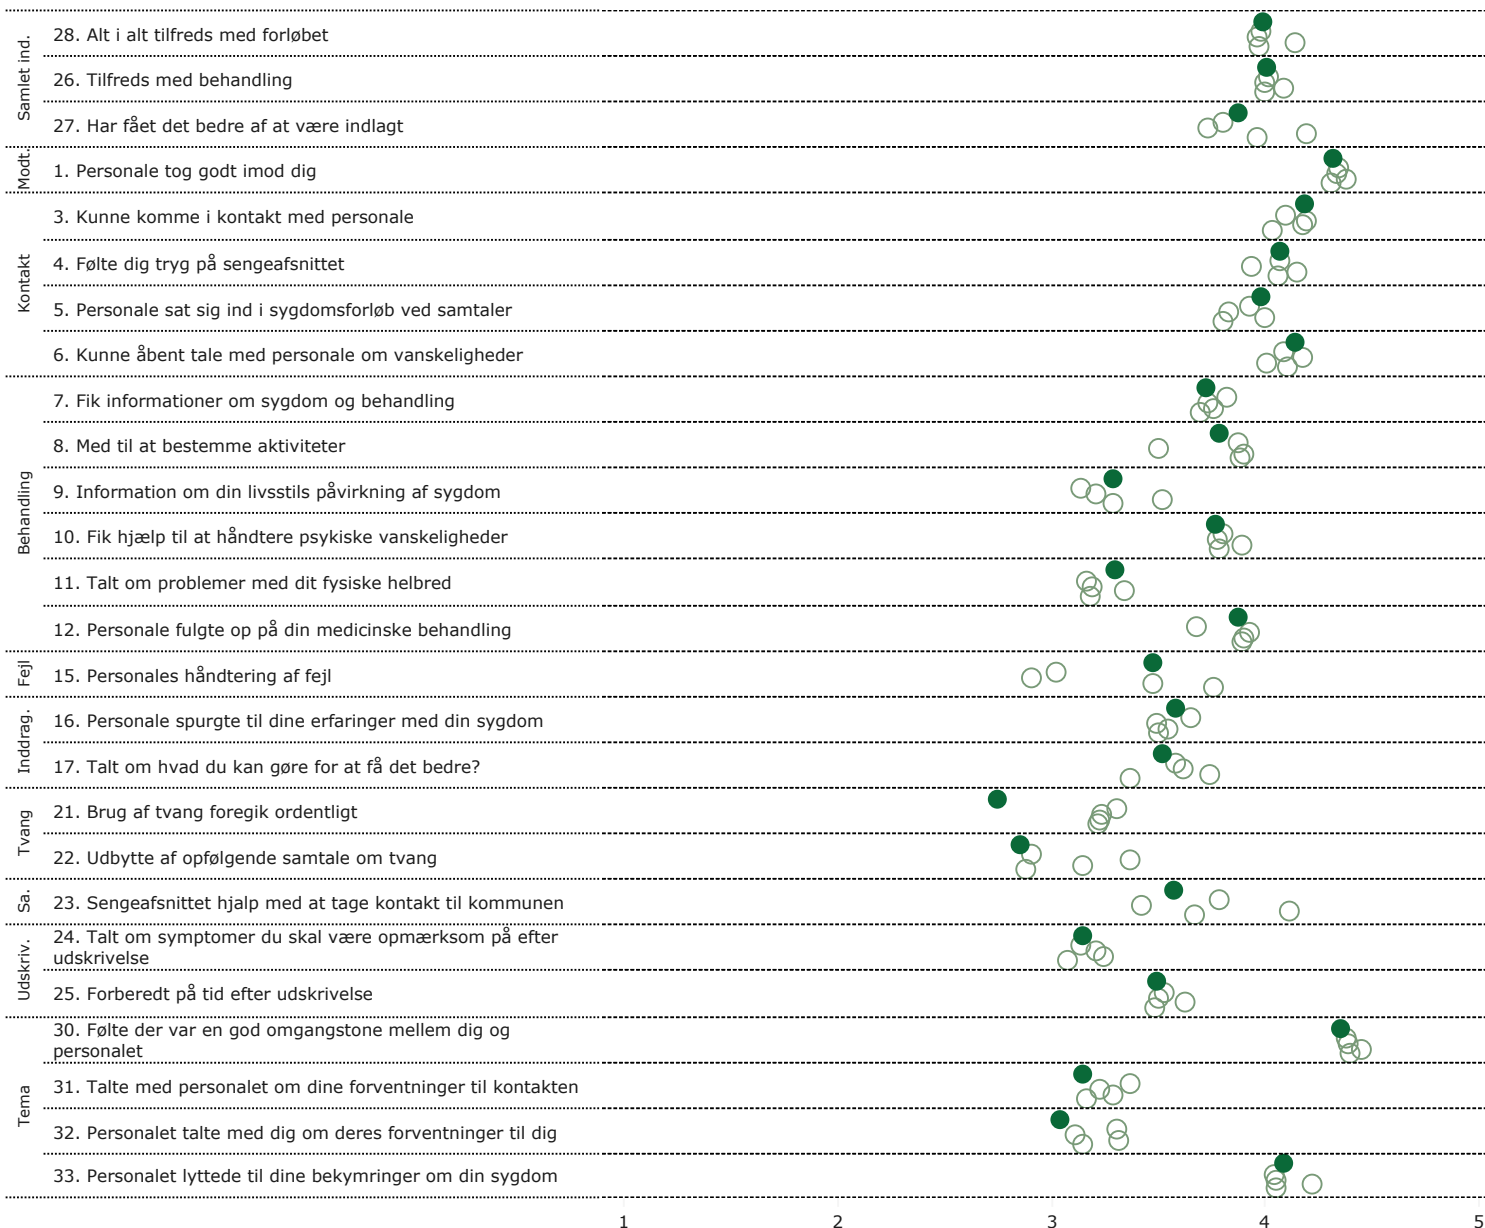 Samlet ind.
28. Alt i alt tilfreds med forløbet
26. Tilfreds med behandling
27. Har fået det bedre af at være indlagt
Modt.
1. Personale tog godt imod dig
Kontakt
3. Kunne komme i kontakt med personale
4. Følte dig tryg på sengeafsnittet
5. Personale sat sig ind i sygdomsforløb ved samtaler
6. Kunne åbent tale med personale om vanskeligheder
Behandling
7. Fik informationer om sygdom og behandling
8. Med til at bestemme aktiviteter
9. Information om din livsstils påvirkning af sygdom
10. Fik hjælp til at håndtere psykiske vanskeligheder
11. Talt om problemer med dit fysiske helbred
12. Personale fulgte op på din medicinske behandling
Fejl
15. Personales håndtering af fejl
Inddrag.
16. Personale spurgte til dine erfaringer med din sygdom
17. Talt om hvad du kan gøre for at få det bedre?
Tvang
21. Brug af tvang foregik ordentligt
22. Udbytte af opfølgende samtale om tvang
Sa.
23. Sengeafsnittet hjalp med at tage kontakt til kommunen
Udskriv.
24. Talt om symptomer du skal være opmærksom på efter
udskrivelse
25. Forberedt på tid efter udskrivelse
Tema
30. Følte der var en god omgangstone mellem dig og
personalet
31. Talte med personalet om dine forventninger til kontakten
32. Personalet talte med dig om deres forventninger til dig
33. Personalet lyttede til dine bekymringer om din sygdom
1 2 3 4 5